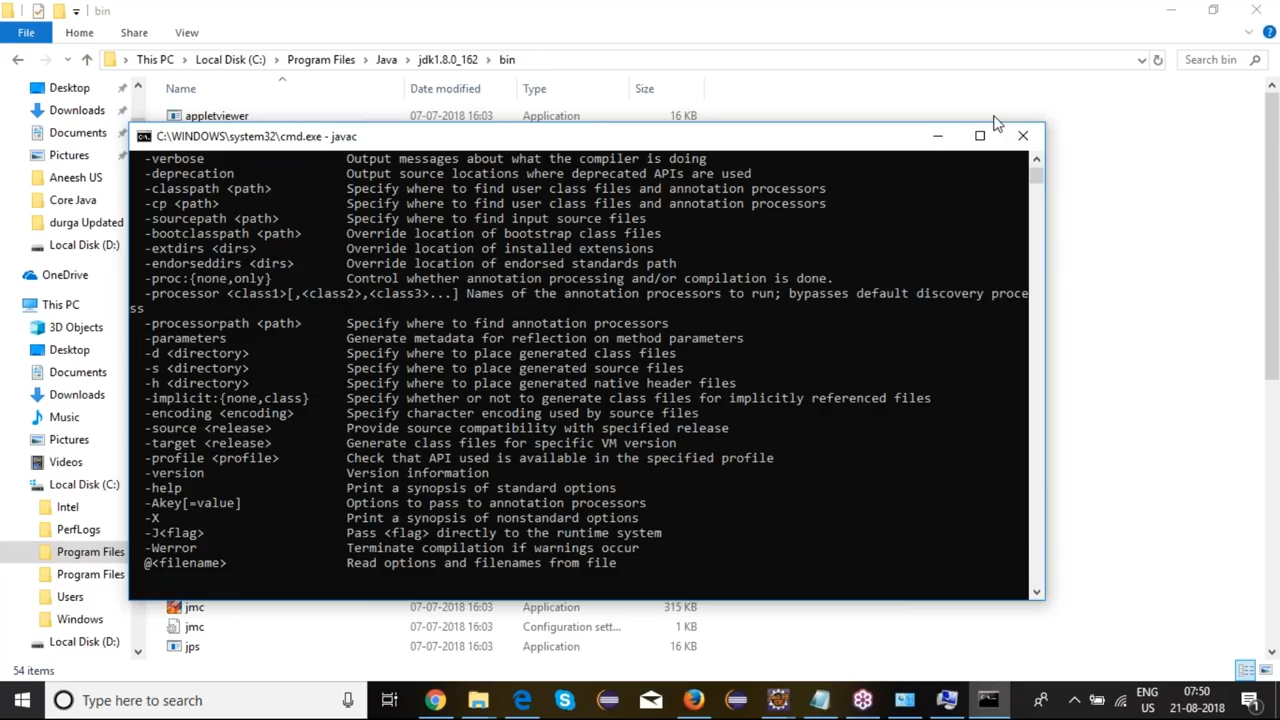 bin
File Home Share View
This PC Local Disk (C:) Program Files Java jdk1.8.0_162 bin
Search bin
Desktop
Downloads
Documents
Pictures
Aneesh US
Core Java
durga Updated
Local Disk (D:)
OneDrive
This PC
3D Objects
Desktop
Documents
Downloads
Music
Pictures
Videos
Local Disk (C:)
Intel
PerfLogs
Program Files
Program Files
Users
Windows
Local Disk (D:)
Name Date modified Type Size
appletviewer 07-07-2018 16:03 Application 16 KB
C:\WINDOWS\system32\cmd.exe - javac
-verbose Output messages about what the compiler is doing
-deprecation Output source locations where deprecated APIs are used
-classpath <path> Specify where to find user class files and annotation processors
-cp <path> Specify where to find user class files and annotation processors
-sourcepath <path> Specify where to find input source files
-bootclasspath <path> Override location of bootstrap class files
-extdirs <dirs> Override location of installed extensions
-endorseddirs <dirs> Override location of endorsed standards path
-proc:{none,only} Control whether annotation processing and/or compilation is done.
-processor <class1>[,<class2>,<class3>...] Names of the annotation processors to run; bypasses default discovery proce
ss
-processorpath <path> Specify where to find annotation processors
-parameters Generate metadata for reflection on method parameters
-d <directory> Specify where to place generated class files
-s <directory> Specify where to place generated source files
-h <directory> Specify where to place generated native header files
-implicit:{none,class} Specify whether or not to generate class files for implicitly referenced files
-encoding <encoding> Specify character encoding used by source files
-source <release> Provide source compatibility with specified release
-target <release> Generate class files for specific VM version
-profile <profile> Check that API used is available in the specified profile
-version Version information
-help Print a synopsis of standard options
-Akey[=value] Options to pass to annotation processors
-X Print a synopsis of nonstandard options
-J<flag> Pass <flag> directly to the runtime system
-Werror Terminate compilation if warnings occur
@<filename> Read options and filenames from file
jmc 07-07-2018 16:03 Application 315 KB
jmc 07-07-2018 16:03 Configuration sett... 1 KB
jps 07-07-2018 16:03 Application 16 KB
54 items
Type here to search
ENG
US
07:50
21-08-2018
1